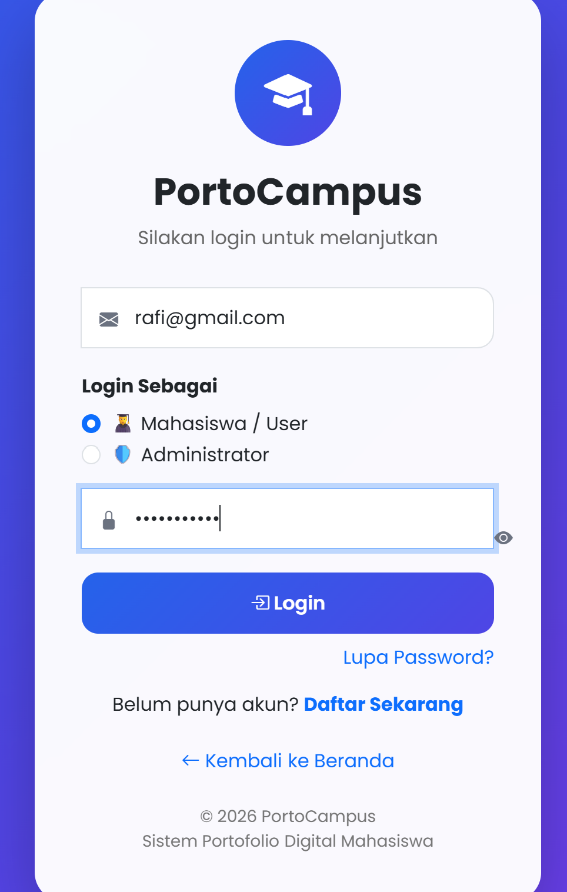 PortoCampus
Silakan login untuk melanjutkan
rafi@gmail.com
Login Sebagai
Mahasiswa / User
Administrator
•••••••••••
Login
Lupa Password?
Belum punya akun? Daftar Sekarang
← Kembali ke Beranda
© 2026 PortoCampus
Sistem Portofolio Digital Mahasiswa